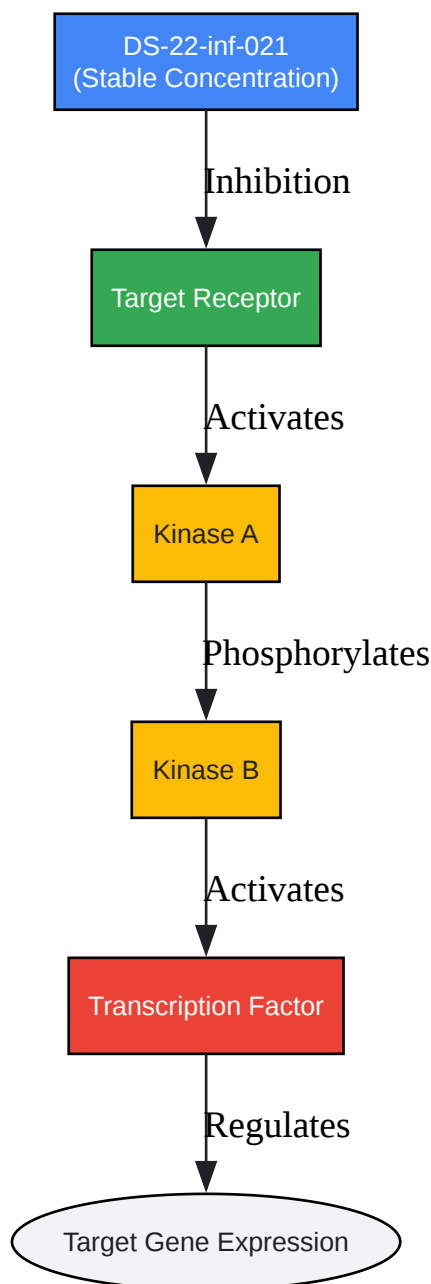 DS-22-inf-021
(Stable Concentration)
Inhibition
Target Receptor
Activates
Kinase A
Phosphorylates
Kinase B
Activates
Transcription Factor
Regulates
Target Gene Expression